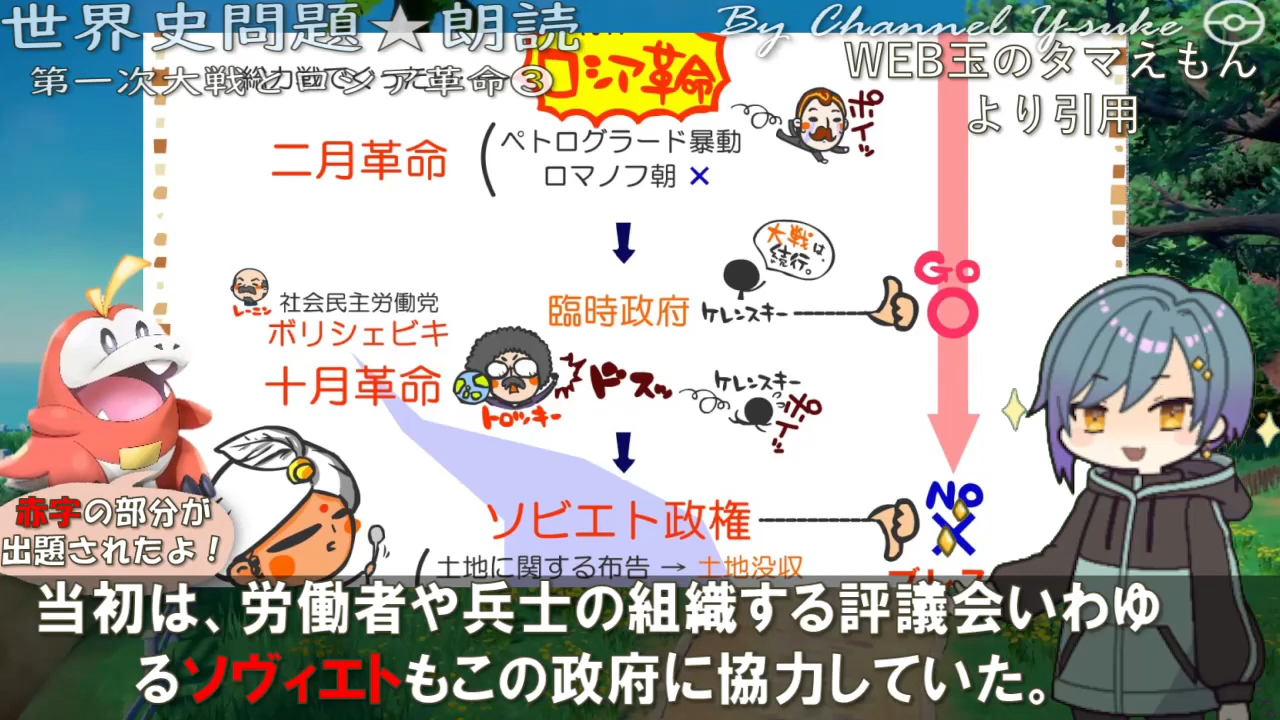 世界史問題★朗読
By Channel Y-suke
第一次大戦とロシア革命③
WEB玉のタマえもん
より引用
ロシア革命
二月革命
ペトログラード暴動
ロマノフ朝 ×
ポイッ
大戦は、
続行。
Go
レーニン
社会民主労働党
ボリシェビキ
臨時政府
ケレンスキー
十月革命
トロッキー
ドスッ
ケレンスキー
ポイッ
ソビエト政権
No
土地に関する布告 → 土地没収
赤字の部分が
出題されたよ！
当初は、労働者や兵士の組織する評議会いわゆ
るソヴィエトもこの政府に協力していた。